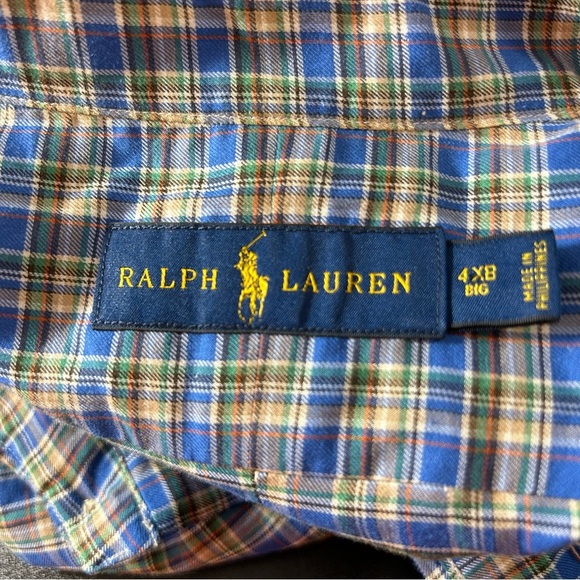 RALPH LAUREN
4XB
BIG
MADE IN
PHILIPPINES